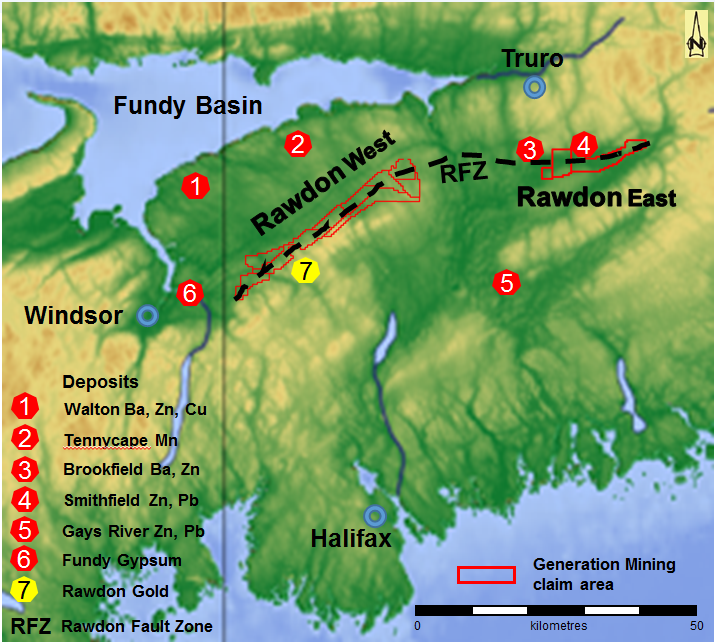 N
Truro
Fundy Basin
2
3
4
Rawdon West
RFZ
1
Rawdon East
7
5
6
Windsor
Deposits
1 Walton Ba, Zn, Cu
2 Tennycape Mn
3 Brookfield Ba, Zn
4 Smithfield Zn, Pb
5 Gays River Zn, Pb
6 Fundy Gypsum
7 Rawdon Gold
RFZ Rawdon Fault Zone
Halifax
Generation Mining
claim area
0 kilometres 50